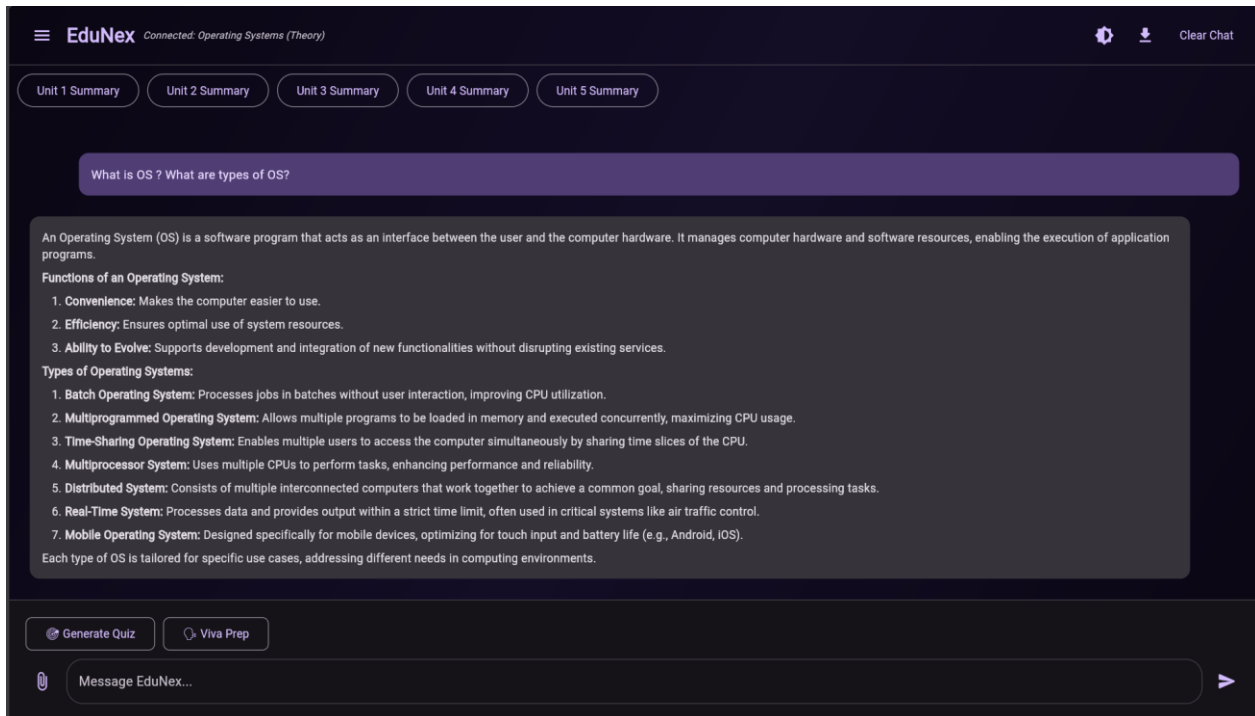 EduNex Connected: Operating Systems (Theory) Clear Chat
Unit 1 Summary Unit 2 Summary Unit 3 Summary Unit 4 Summary Unit 5 Summary
What is OS ? What are types of OS?
An Operating System (OS) is a software program that acts as an interface between the user and the computer hardware. It manages computer hardware and software resources, enabling the execution of application
programs.
Functions of an Operating System:
1. Convenience: Makes the computer easier to use.
2. Efficiency: Ensures optimal use of system resources.
3. Ability to Evolve: Supports development and integration of new functionalities without disrupting existing services.
Types of Operating Systems:
1. Batch Operating System: Processes jobs in batches without user interaction, improving CPU utilization.
2. Multiprogrammed Operating System: Allows multiple programs to be loaded in memory and executed concurrently, maximizing CPU usage.
3. Time-Sharing Operating System: Enables multiple users to access the computer simultaneously by sharing time slices of the CPU.
4. Multiprocessor System: Uses multiple CPUs to perform tasks, enhancing performance and reliability.
5. Distributed System: Consists of multiple interconnected computers that work together to achieve a common goal, sharing resources and processing tasks.
6. Real-Time System: Processes data and provides output within a strict time limit, often used in critical systems like air traffic control.
7. Mobile Operating System: Designed specifically for mobile devices, optimizing for touch input and battery life (e.g., Android, iOS).
Each type of OS is tailored for specific use cases, addressing different needs in computing environments.
Generate Quiz Viva Prep
Message EduNex...